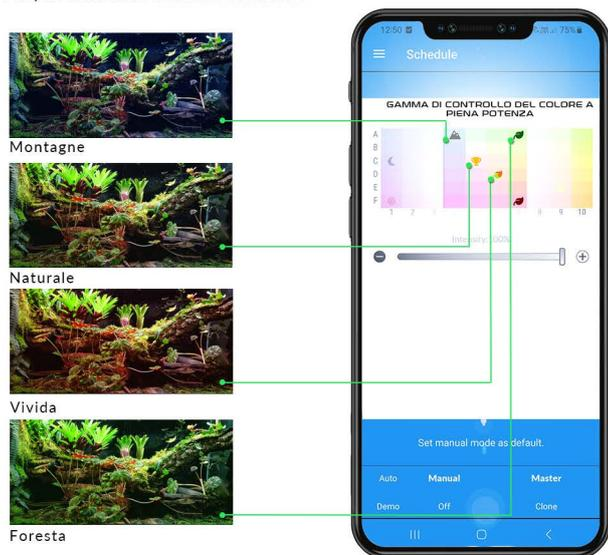 12:50 75%
Schedule
GAMMA DI CONTROLLO DEL COLORE A
PIENA POTENZA
A
B
C
D
E
F
1 2 8 9 10
Intensity: 100%
Montagne
Naturale
Vivida
Foresta
Set manual mode as default.
Auto Manual Master
Demo Off Clone